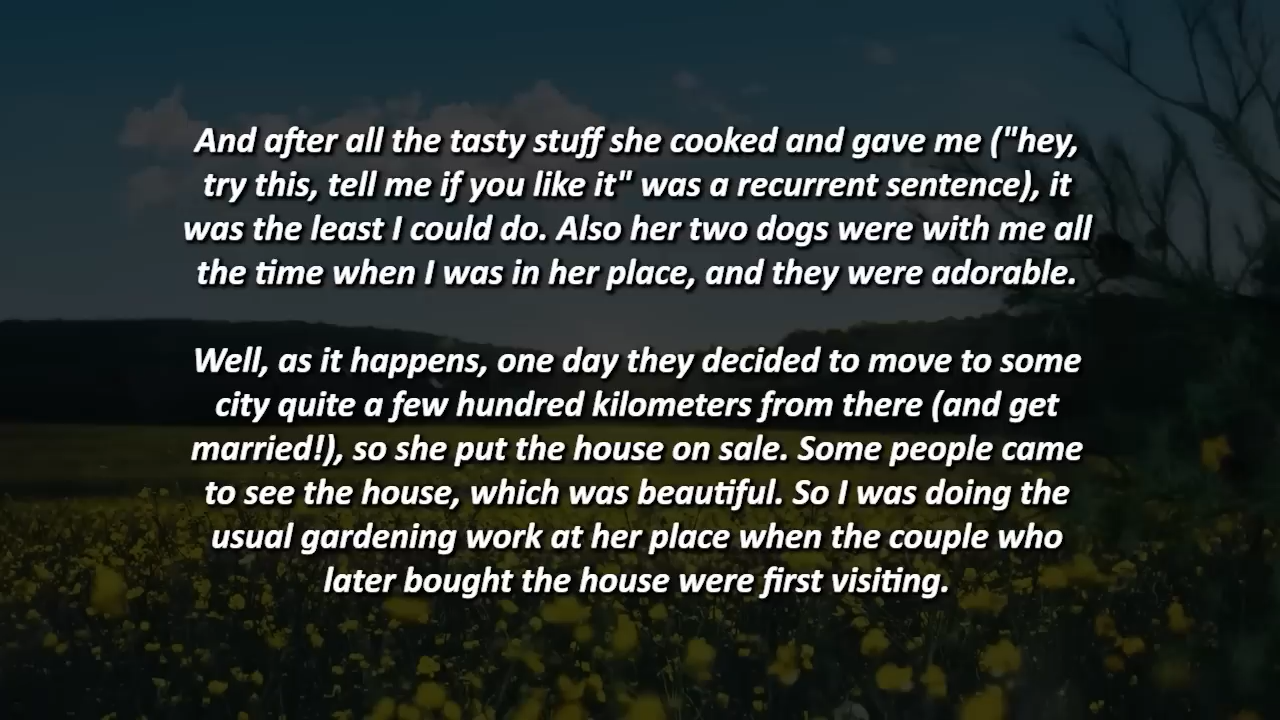 And after all the tasty stuff she cooked and gave me ("hey,
try this, tell me if you like it" was a recurrent sentence), it
was the least I could do. Also her two dogs were with me all
the time when I was in her place, and they were adorable.
Well, as it happens, one day they decided to move to some
city quite a few hundred kilometers from there (and get
married!), so she put the house on sale. Some people came
to see the house, which was beautiful. So I was doing the
usual gardening work at her place when the couple who
later bought the house were first visiting.